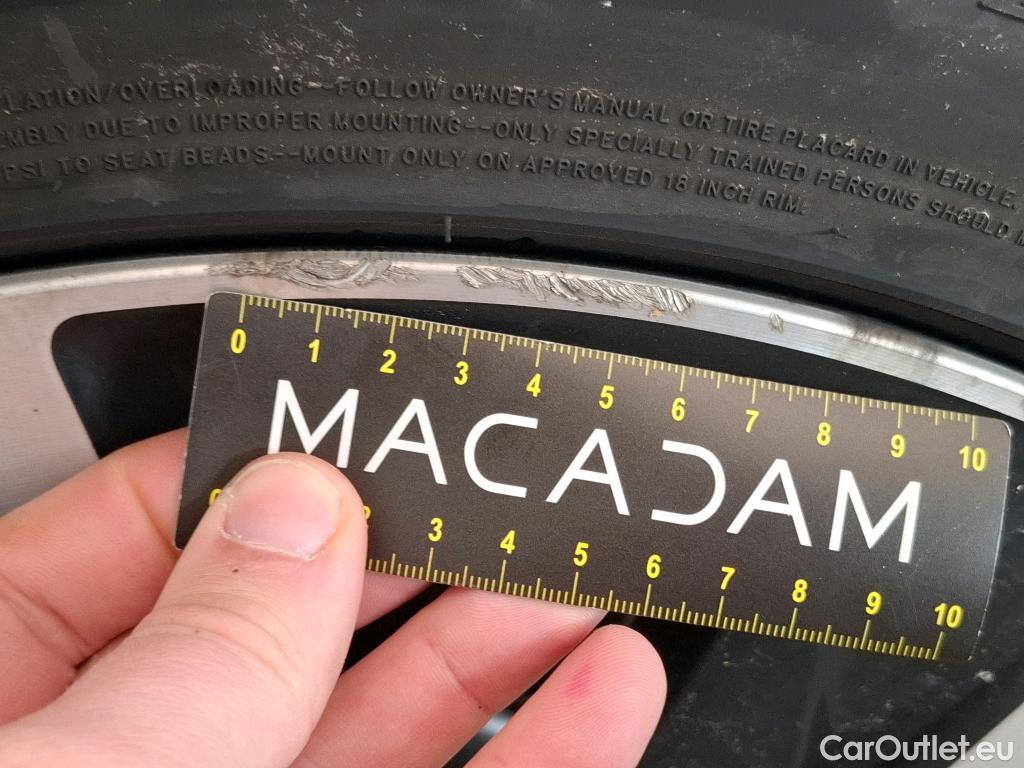 LATION/OVERLOADING--FOLLOW OWNER'S MANUAL OR TIRE PLACARD IN VEHICLE.
EMBLY DUE TO IMPROPER MOUNTING--ONLY SPECIALLY TRAINED PERSONS SHOULD M
PSI TO SEAT BEADS--MOUNT ONLY ON APPROVED 18 INCH RIM.
0 1 2 3 4 5 6 7 8 9 10
MACADAM
3 4 5 6 7 8 9 10
CarOutlet.eu